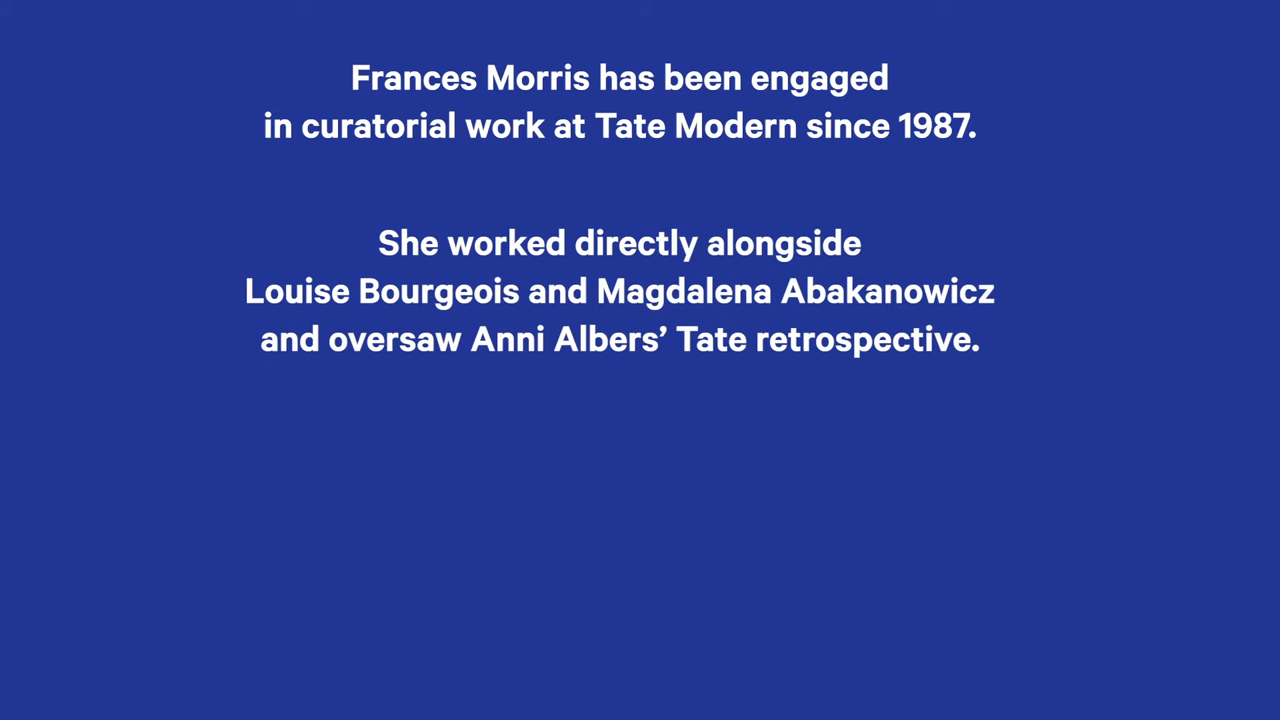 Frances Morris has been engaged
in curatorial work at Tate Modern since 1987.
She worked directly alongside
Louise Bourgeois and Magdalena Abakanowicz
and oversaw Anni Albers’ Tate retrospective.